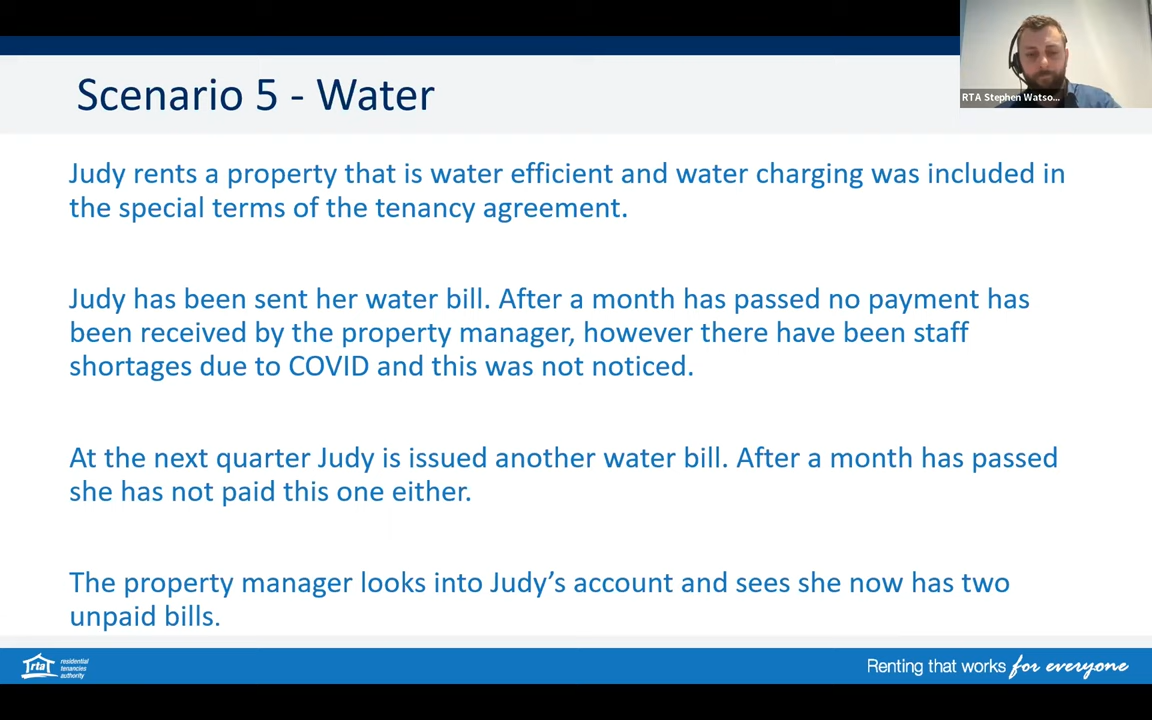 Scenario 5 - Water
RTA Stephen Watso...
Judy rents a property that is water efficient and water charging was included in
the special terms of the tenancy agreement.
Judy has been sent her water bill. After a month has passed no payment has
been received by the property manager, however there have been staff
shortages due to COVID and this was not noticed.
At the next quarter Judy is issued another water bill. After a month has passed
she has not paid this one either.
The property manager looks into Judy’s account and sees she now has two
unpaid bills.
rta
residential
tenancies
authority
Renting that works for everyone